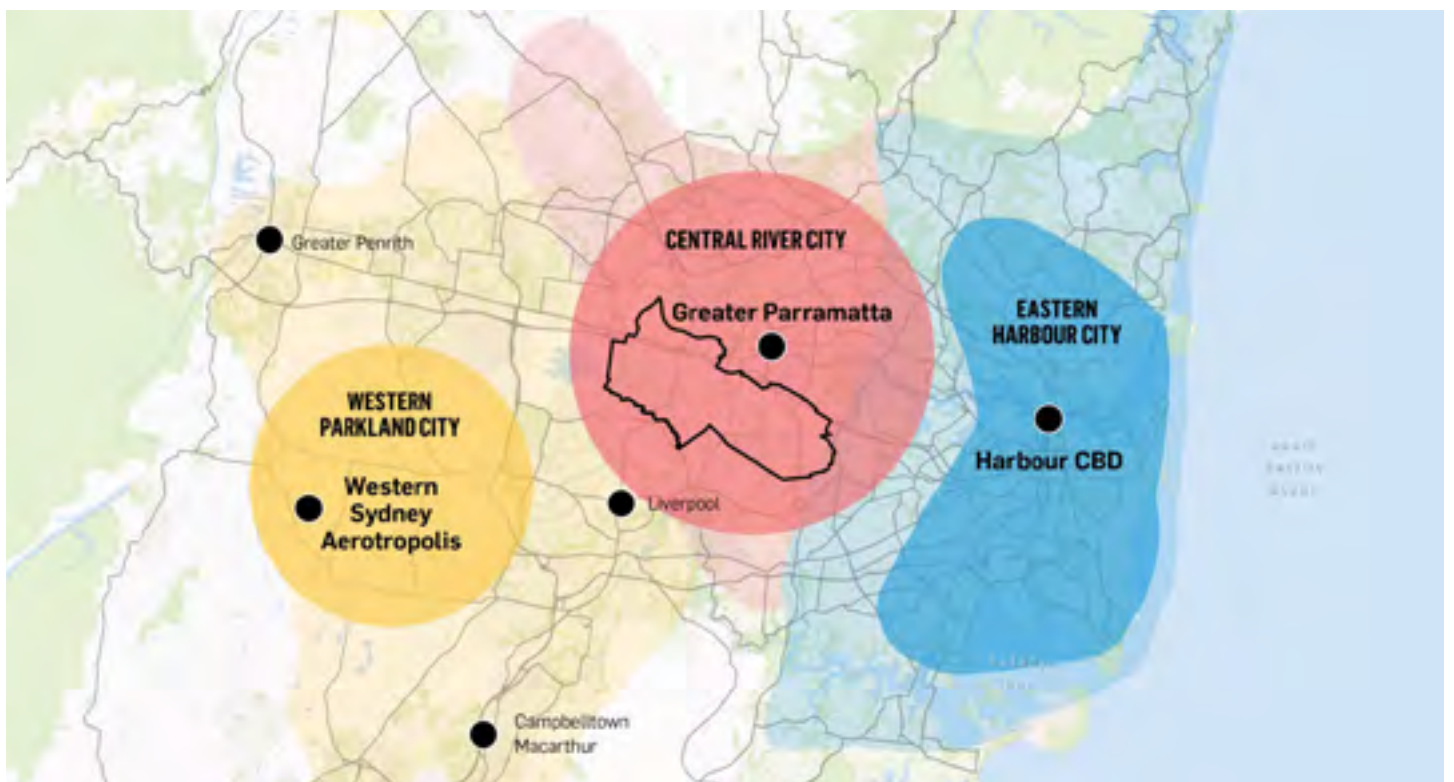 CENTRAL RIVER CITY
Greater Penrith
Greater Parramatta
EASTERN
HARBOUR CITY
WESTERN
PARKLAND CITY
Harbour CBD
Western
Sydney
Aerotropolis
Liverpool
Campbelltown
Macarthur